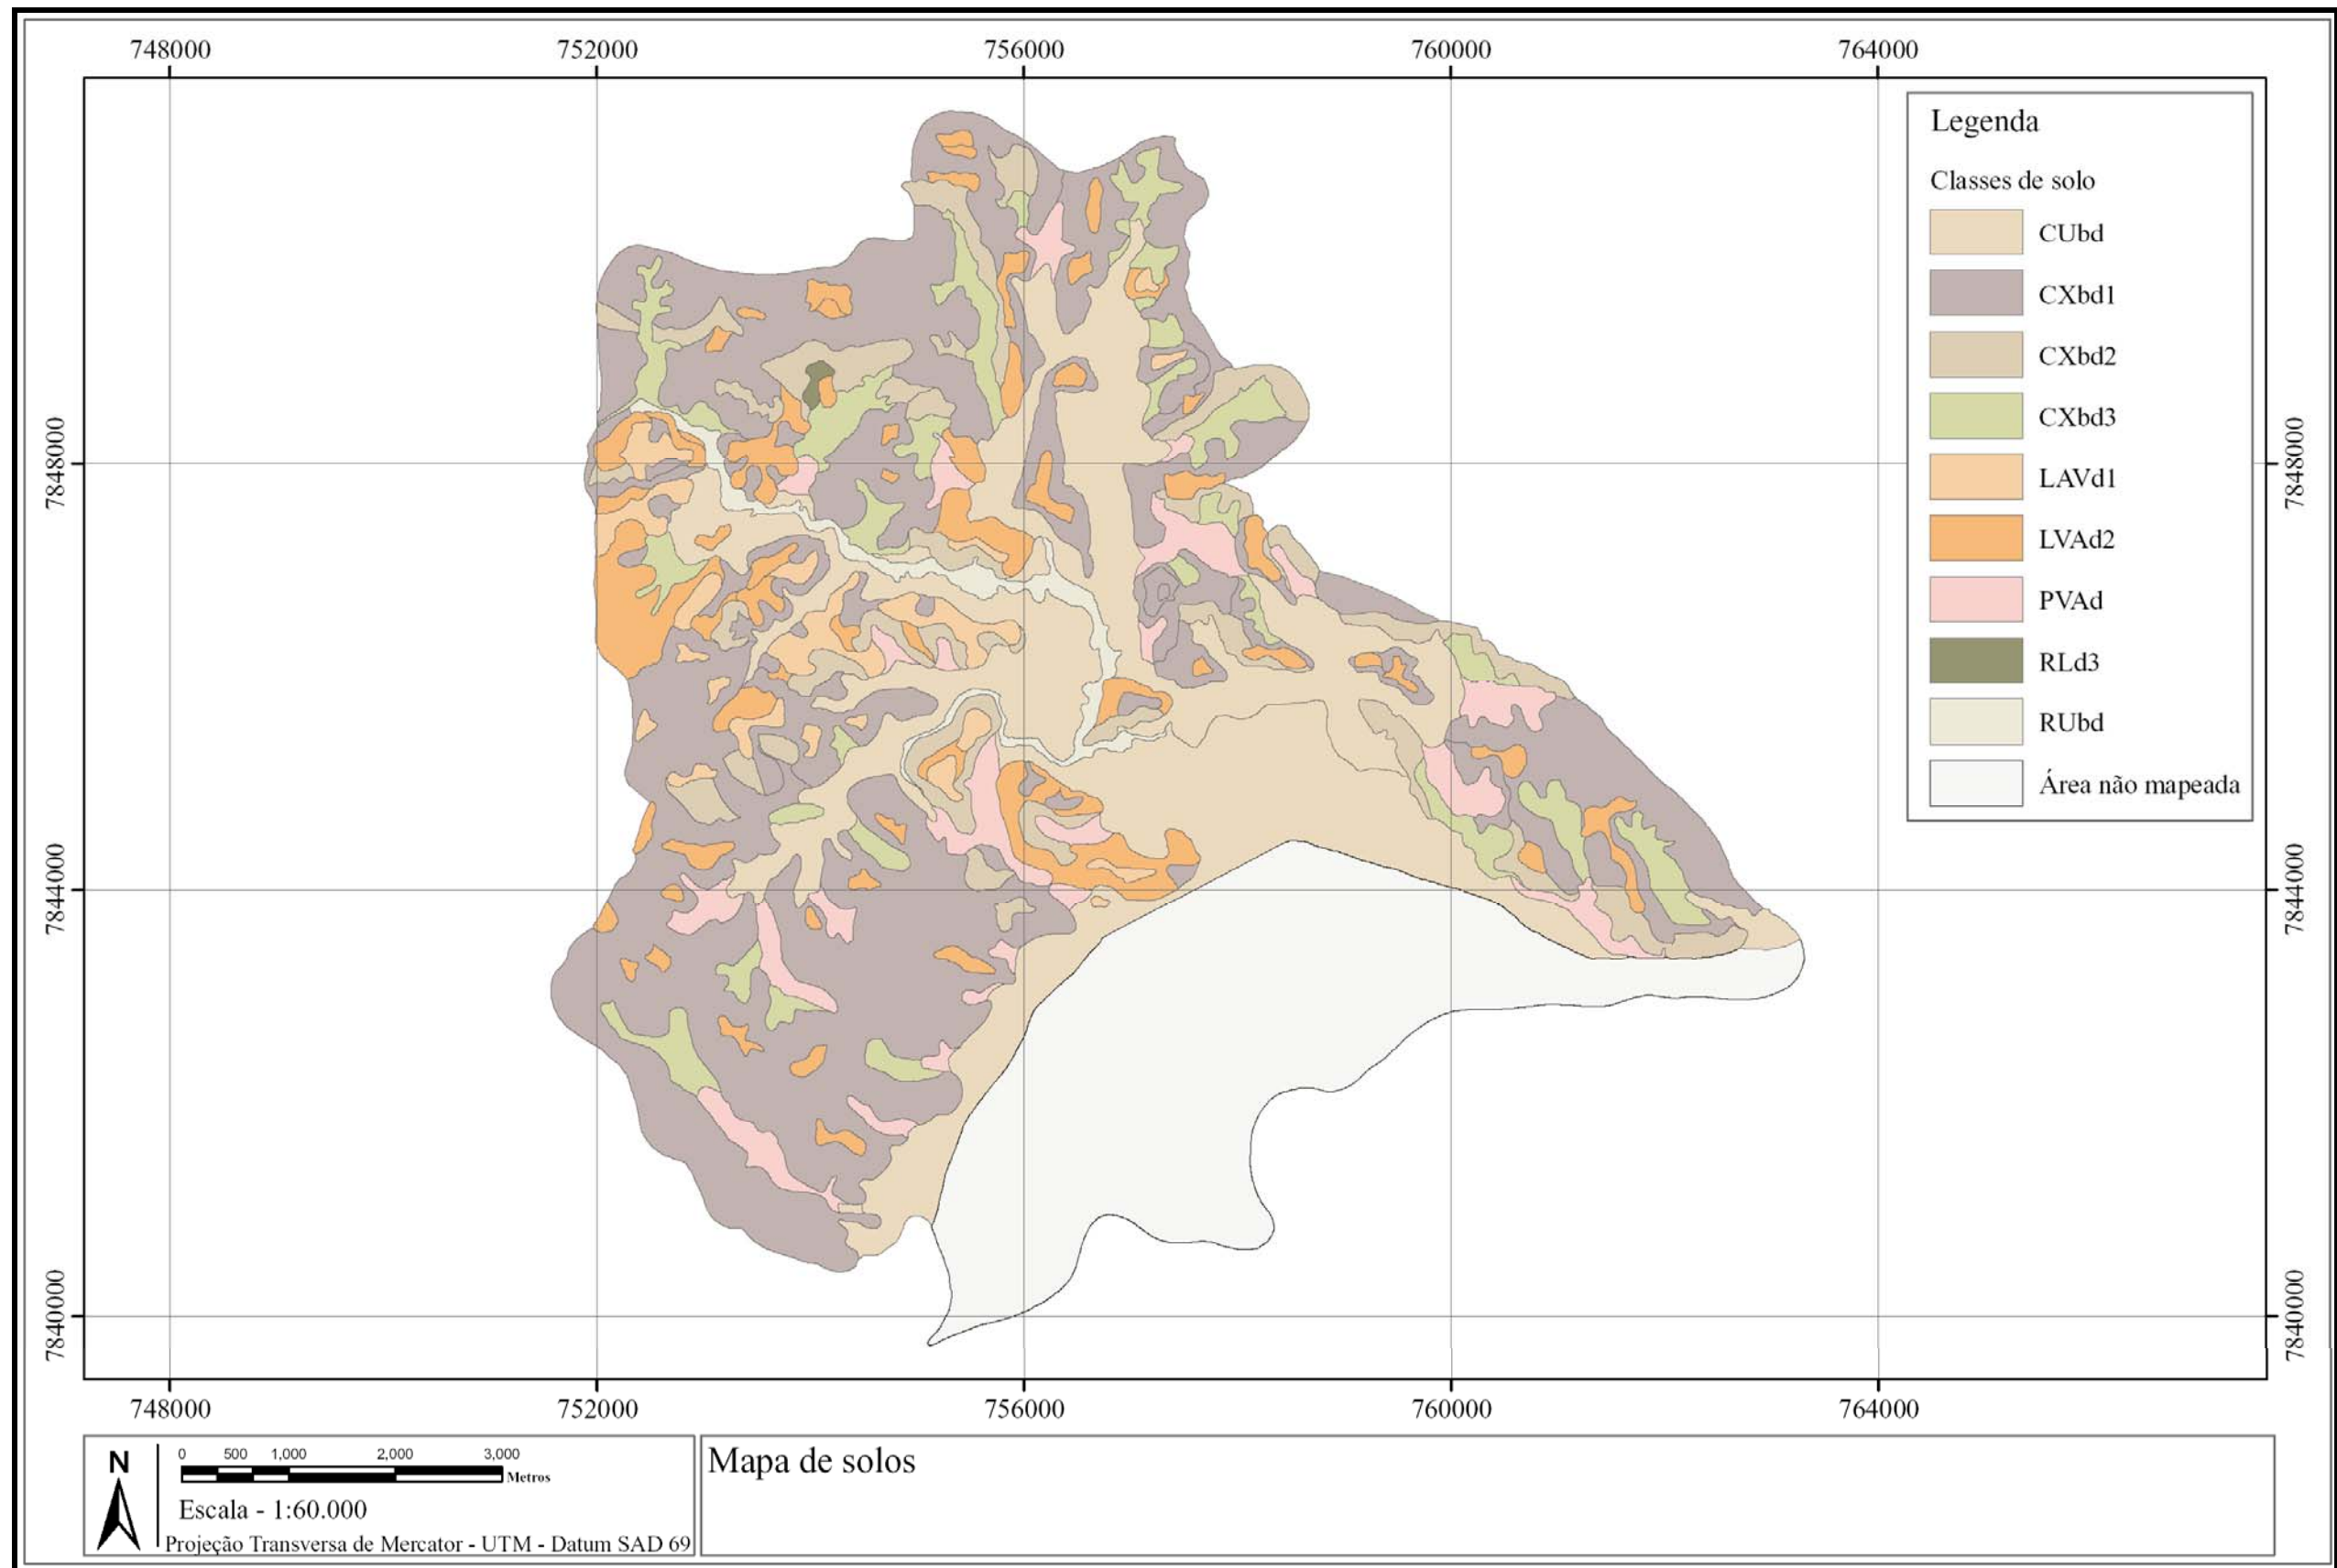 748000 752000 756000 760000 764000
Legenda
Classes de solo
CUbd
CXbd1
CXbd2
CXbd3
LAVd1
LVAd2
PVAd
RLd3
RUbd
Área não mapeada
7848000 7848000
7844000 7844000
7840000 7840000
748000 752000 756000 760000 764000
N
0 500 1,000 2,000 3,000
Metros
Escala - 1:60.000
Projeção Transversa de Mercator - UTM - Datum SAD 69
Mapa de solos